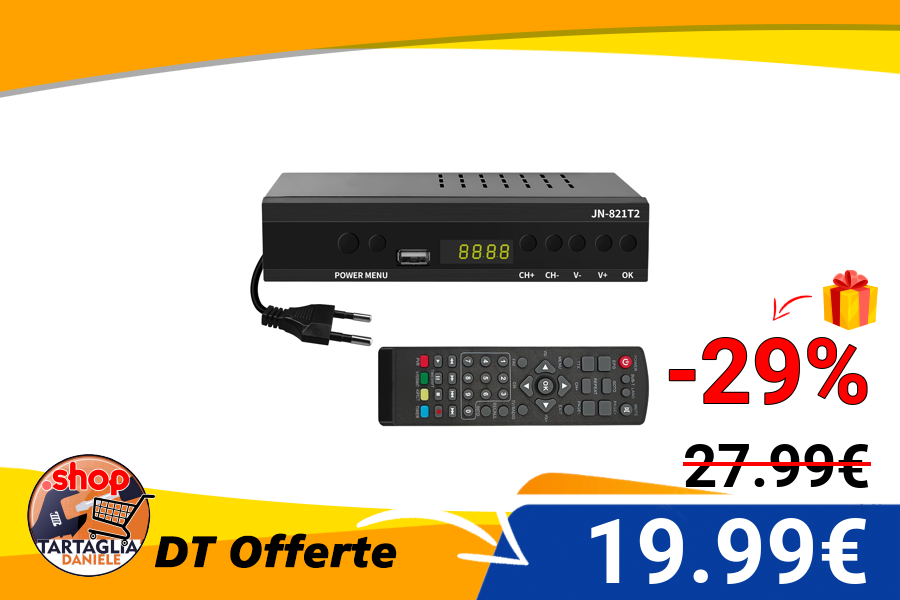 JN-821T2
8888
POWER MENU
CH+ CH- V- V+ OK
-29%
27.99€
19.99€
.shop
TARTAGLIA
DANIELE
DT Offerte